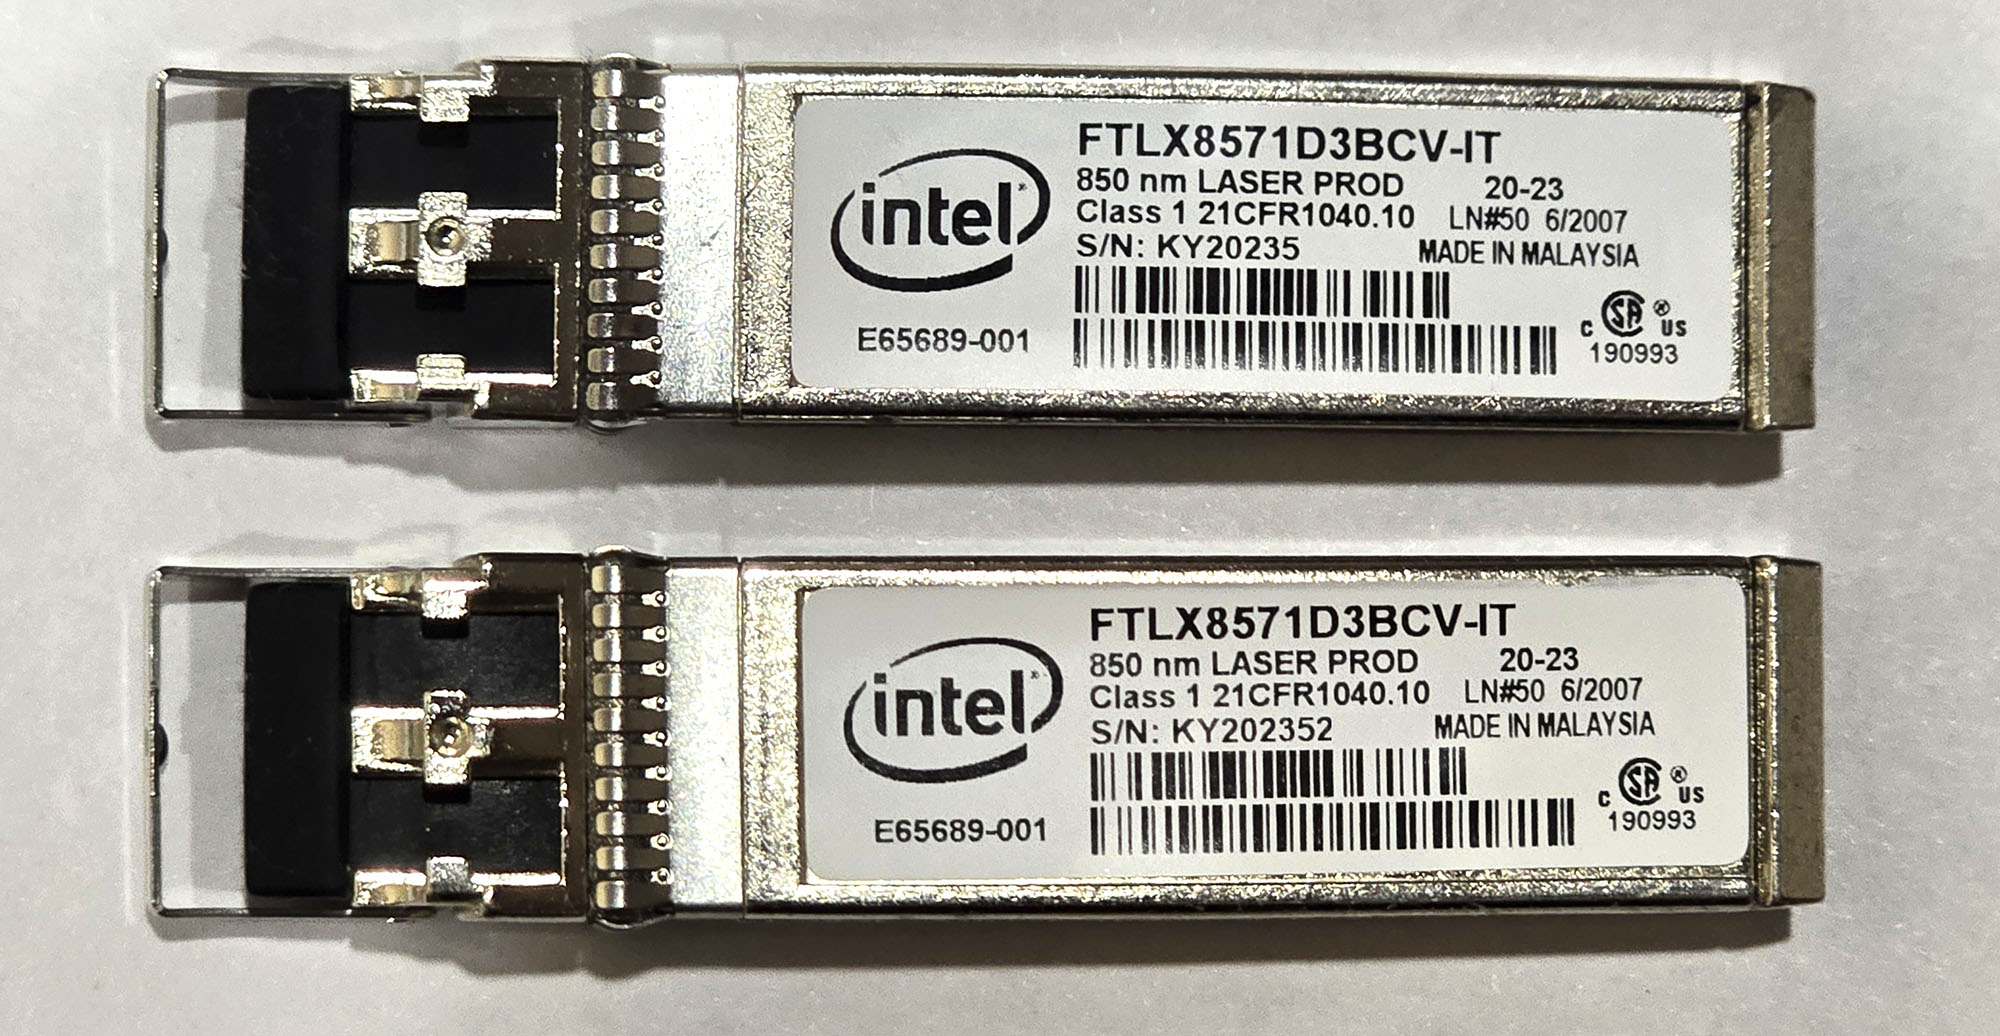 intel®
E65689-001
FTLX8571D3BCV-IT
850 nm LASER PROD 20-23
Class 1 21CFR1040.10 LN#50 6/2007
S/N: KY20235 MADE IN MALAYSIA
C SA ® US
190993
intel®
E65689-001
FTLX8571D3BCV-IT
850 nm LASER PROD 20-23
Class 1 21CFR1040.10 LN#50 6/2007
S/N: KY202352 MADE IN MALAYSIA
C SA ® US
190993